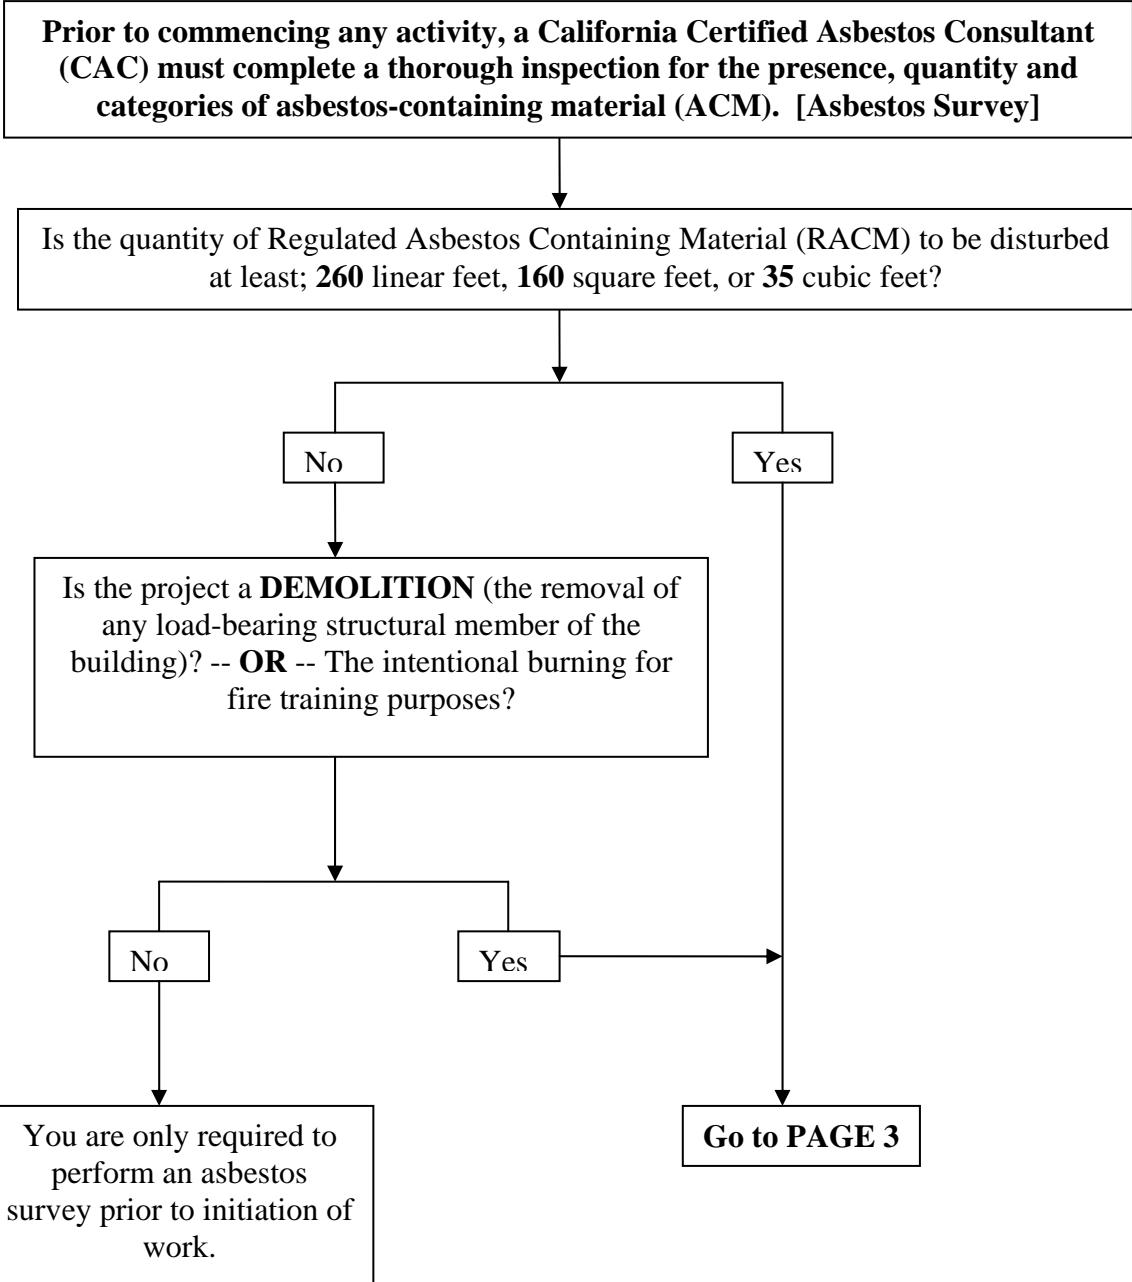 Prior to commencing any activity, a California Certified Asbestos Consultant
(CAC) must complete a thorough inspection for the presence, quantity and
categories of asbestos-containing material (ACM).  [Asbestos Survey]
Is the quantity of Regulated Asbestos Containing Material (RACM) to be disturbed
at least; 260 linear feet, 160 square feet, or 35 cubic feet?
No
Yes
Is the project a DEMOLITION (the removal of
any load-bearing structural member of the
building)? -- OR -- The intentional burning for
fire training purposes?
No
Yes
You are only required to
perform an asbestos
survey prior to initiation of
work.
Go to PAGE 3